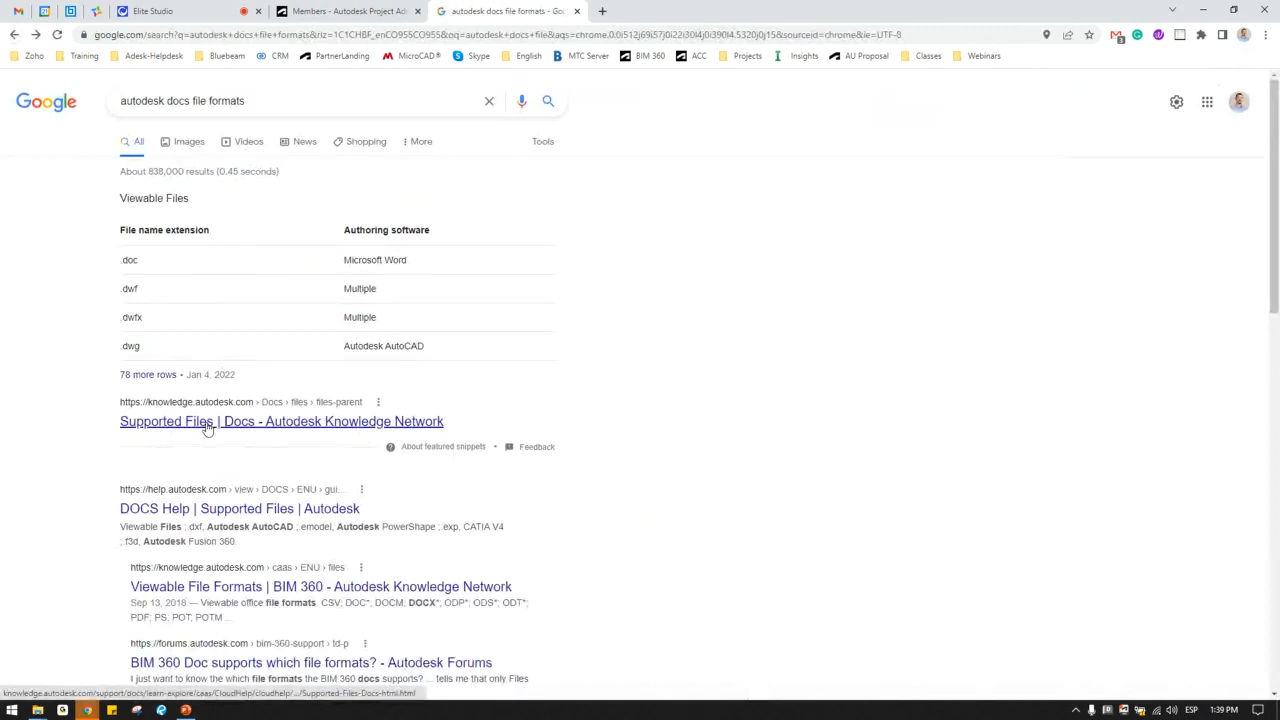 Elite Studio
Members - Autodesk Project Ad
autodesk docs file formats - Goo
google.com/search?q=autodesk+docs+file+formats&rlz=1C1CHBF_enCO955CO955&oq=autodesk+docs+file&aqs=chrome.0.0i512j69i57j0i22i30l4j0i390l4.5320j0j15&sourceid=chrome&ie=UTF-8
3
Zoho
Training
Adesk-Helpdesk
Bluebeam
CRM
PartnerLanding
MicroCAD®
Skype
English
MTC Server
BIM 360
ACC
Projects
Insights
AU Proposal
Classes
Webinars
Google
autodesk docs file formats
All
Images
Videos
News
Shopping
More
Tools
About 838,000 results (0.45 seconds)
Viewable Files
File name extension Authoring software
.doc Microsoft Word
.dwf Multiple
.dwfx Multiple
.dwg Autodesk AutoCAD
78 more rows • Jan 4, 2022
https://knowledge.autodesk.com › Docs › files › files-parent
Supported Files | Docs - Autodesk Knowledge Network
About featured snippets • Feedback
https://help.autodesk.com › view › DOCS › ENU › gui...
DOCS Help | Supported Files | Autodesk
Viewable Files ; .dxf, Autodesk AutoCAD ; .emodel, Autodesk PowerShape ; .exp, CATIA V4
; .f3d, Autodesk Fusion 360.
https://knowledge.autodesk.com › caas › ENU › files
Viewable File Formats | BIM 360 - Autodesk Knowledge Network
Sep 13, 2018 — Viewable office file formats. CSV; DOC*; DOCM, DOCX*; ODP*; ODS*; ODT*;
PDF; PS; POT; POTM ...
https://forums.autodesk.com › bim-360-support › td-p
BIM 360 Doc supports which file formats? - Autodesk Forums
I just want to know the which file formats the BIM 360 docs supports? ... tells me that only Files
knowledge.autodesk.com/support/docs/learn-explore/caas/CloudHelp/cloudhelp/.../Supported-Files-Docs-html.html
ESP
1:39 PM